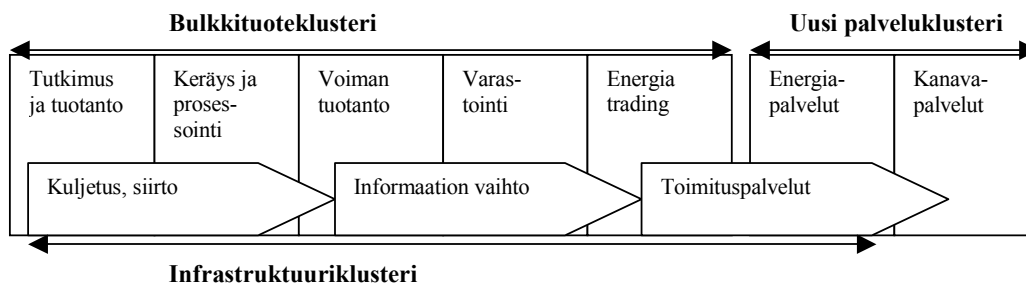 Bulkkituoteklusteri
Uusi palveluklusteri
Tutkimus
ja tuotanto
Keräys ja
proses-
sointi
Voiman
tuotanto
Varas-
tointi
Energia
trading
Energia-
palvelut
Kanava-
palvelut
Kuljetus, siirto
Informaation vaihto
Toimituspalvelut
Infrastruktuuriklusteri